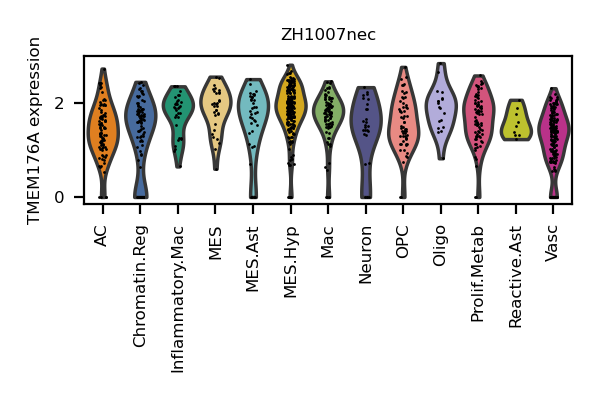 ZH1007nec
TMEM176A expression
2
0
AC
Chromatin.Reg
Inflammatory.Mac
MES
MES.Ast
MES.Hyp
Mac
Neuron
OPC
Oligo
Prolif.Metab
Reactive.Ast
Vasc